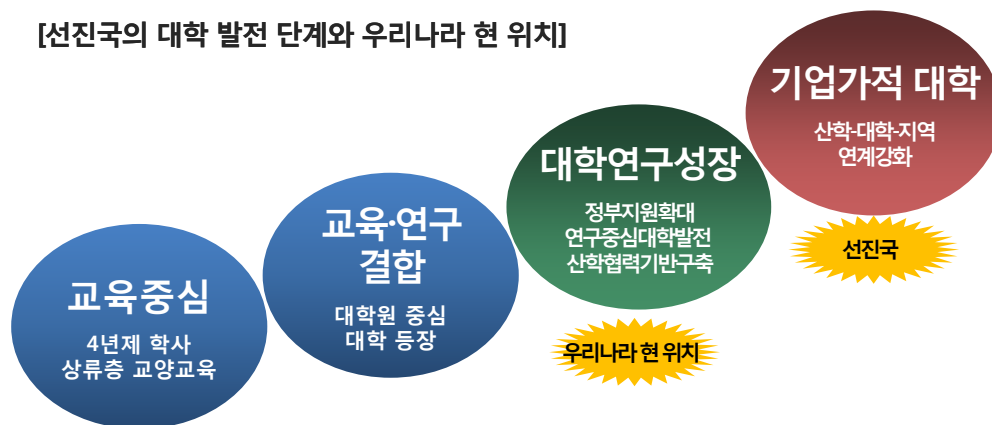 [선진국의 대학 발전 단계와 우리나라 현 위치]
교육중심
4년제 학사
상류층 교양교육
교육·연구
결합
대학원 중심
대학 등장
대학연구성장
정부지원확대
연구중심대학발전
산학협력기반구축
우리나라 현 위치
기업가적 대학
산학-대학-지역
연계강화
선진국